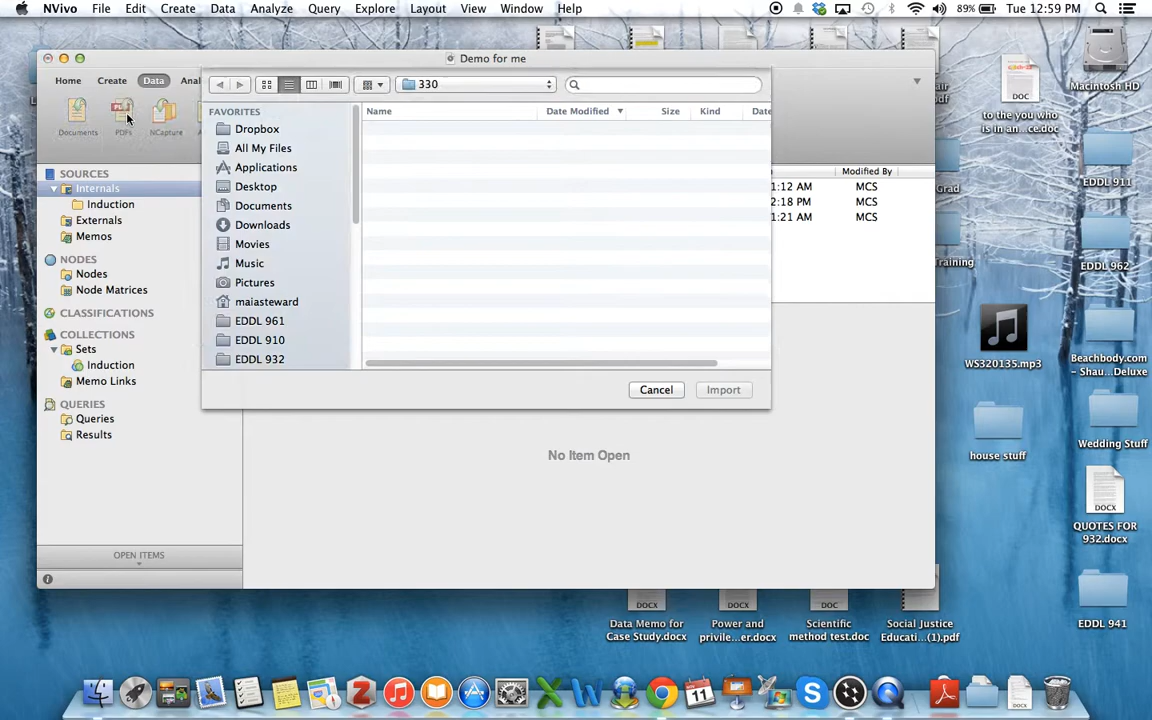 NVivo File Edit Create Data Analyze Query Explore Layout View Window Help
89% Tue 12:59 PM
Demo for me
Home Create Data
Documents PDFs NCapture
330
FAVORITES
Dropbox
All My Files
Applications
Desktop
Documents
Downloads
Movies
Music
Pictures
maiasteward
EDDL 961
EDDL 910
EDDL 932
Name Date Modified Size Kind
Cancel Import
SOURCES
Internals
Induction
Externals
Memos
NODES
Nodes
Node Matrices
CLASSIFICATIONS
COLLECTIONS
Sets
Induction
Memo Links
QUERIES
Queries
Results
OPEN ITEMS
Modified By
1:12 AM MCS
2:18 PM MCS
1:21 AM MCS
No Item Open
DOC
to the you who
is in an...ce.doc
Macintosh HD
EDDL 911
Grad
Training
EDDL 962
WS320135.mp3
Beachbody.com
– Shau...Deluxe
house stuff
Wedding Stuff
DOCX
QUOTES FOR
932.docx
EDDL 941
DOCX
Data Memo for
Case Study.docx
DOCX
Power and
privile...er.docx
DOC
Scientific
method test.doc
Social Justice
Educati...(1).pdf